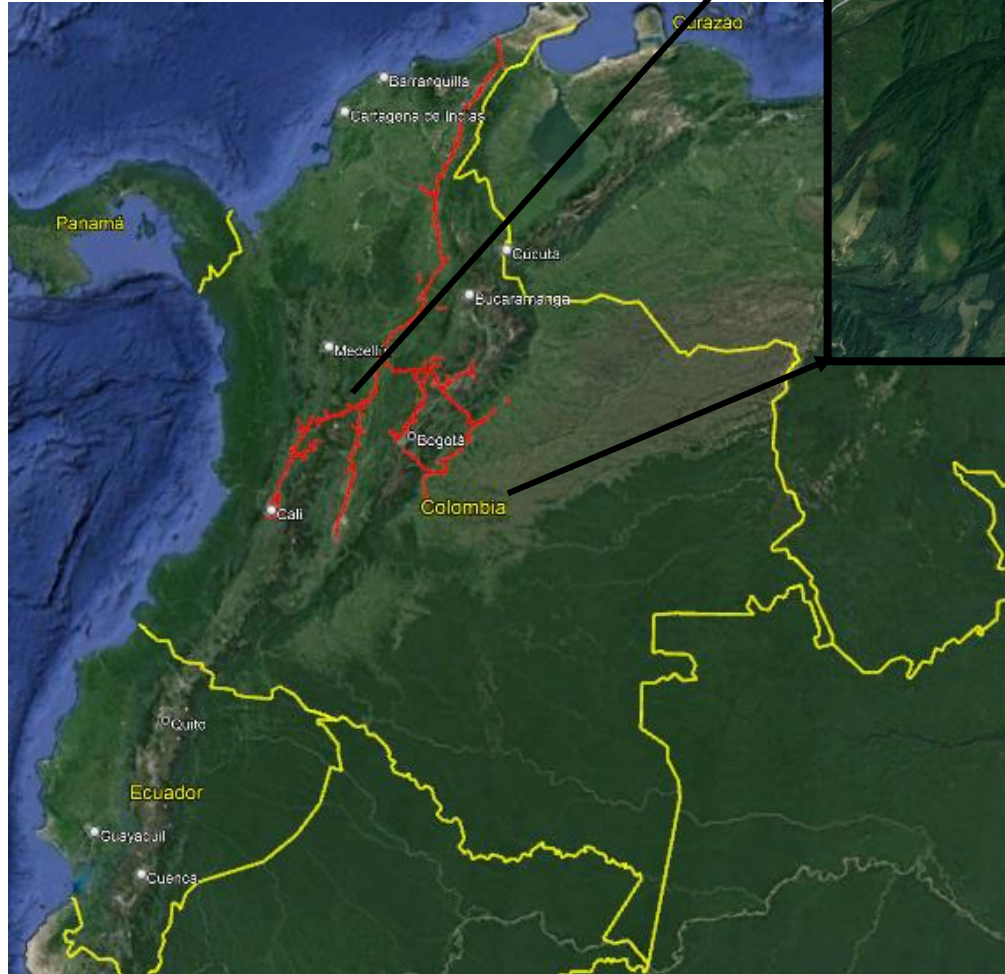 Curazao
Barranquilla
Cartagena de Indias
Panamá
Cúcuta
Bucaramanga
Medellín
Bogotá
Colombia
Cali
Quito
Ecuador
Guayaquil
Cuenca